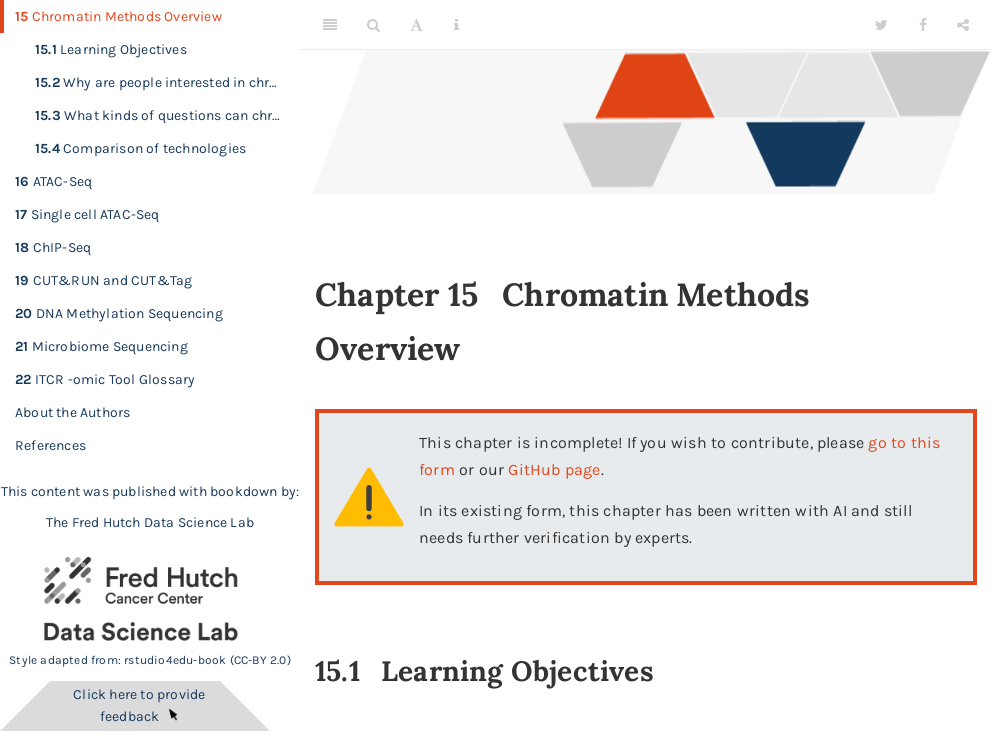 15 Chromatin Methods Overview
15.1 Learning Objectives
15.2 Why are people interested in chr...
15.3 What kinds of questions can chr...
15.4 Comparison of technologies
16 ATAC-Seq
17 Single cell ATAC-Seq
18 ChIP-Seq
19 CUT&RUN and CUT&Tag
20 DNA Methylation Sequencing
21 Microbiome Sequencing
22 ITCR -omic Tool Glossary
About the Authors
References
This content was published with bookdown by:
The Fred Hutch Data Science Lab
Fred Hutch
Cancer Center
Data Science Lab
Style adapted from: rstudio4edu-book (CC-BY 2.0)
Click here to provide
feedback
A
Chapter 15 Chromatin Methods
Overview
This chapter is incomplete! If you wish to contribute, please go to this
form or our GitHub page.
In its existing form, this chapter has been written with AI and still
needs further verification by experts.
15.1 Learning Objectives